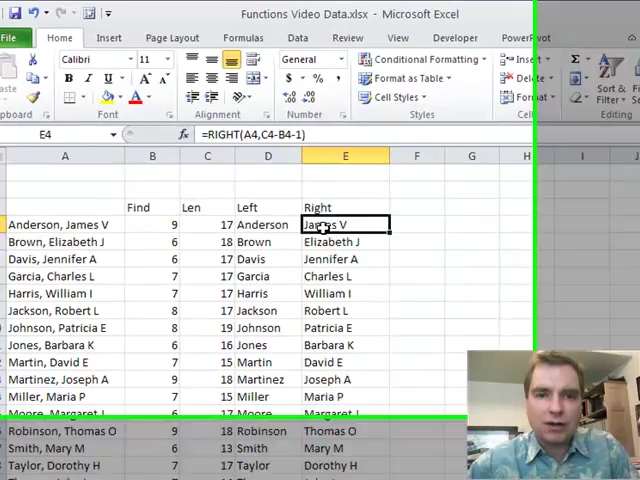 Functions Video Data.xlsx - Microsoft Excel
File Home Insert Page Layout Formulas Data Review View Developer PowerPivot
Calibri 11 A A General Conditional Formatting Insert Σ
B I U A $ % , Format as Table Delete Sort & Filter
Cell Styles Format
Clipboard Font Alignment Number Styles Cells Editing
E4 fx =RIGHT(A4,C4-B4-1)
A B C D E F G H I J
Find Len Left Right
Anderson, James V 9 17 Anderson James V
Brown, Elizabeth J 6 18 Brown Elizabeth J
Davis, Jennifer A 6 17 Davis Jennifer A
Garcia, Charles L 7 17 Garcia Charles L
Harris, William I 7 17 Harris William I
Jackson, Robert L 8 17 Jackson Robert L
Johnson, Patricia E 8 19 Johnson Patricia E
Jones, Barbara K 6 16 Jones Barbara K
Martin, David E 7 15 Martin David E
Martinez, Joseph A 9 18 Martinez Joseph A
Miller, Maria P 7 15 Miller Maria P
Moore, Margaret L 6 17 Moore Margaret L
Robinson, Thomas O 9 18 Robinson Thomas O
Smith, Mary M 6 13 Smith Mary M
Taylor, Dorothy H 7 17 Taylor Dorothy H